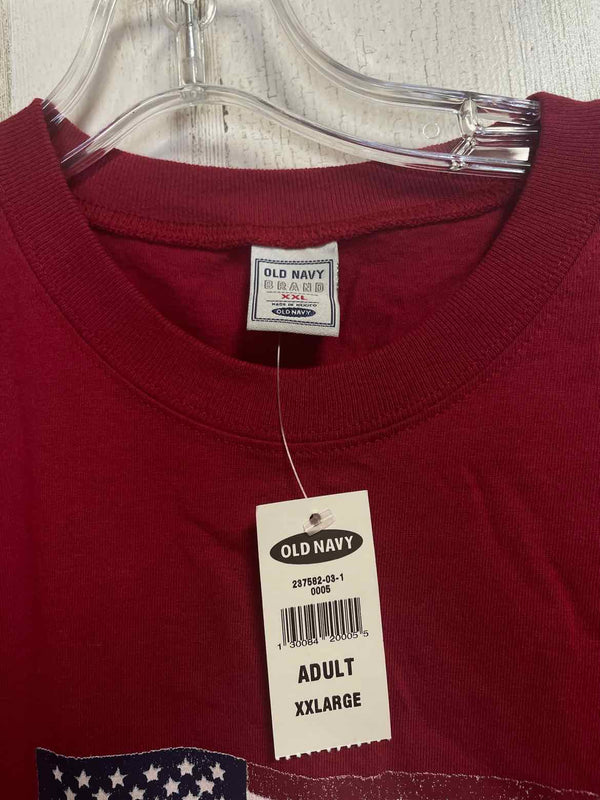 OLD NAVY
BRAND
XXL
MADE IN MEXICO
OLD NAVY
OLD NAVY
237582-03-1
0005
1 30084 20005 5
ADULT
XXLARGE